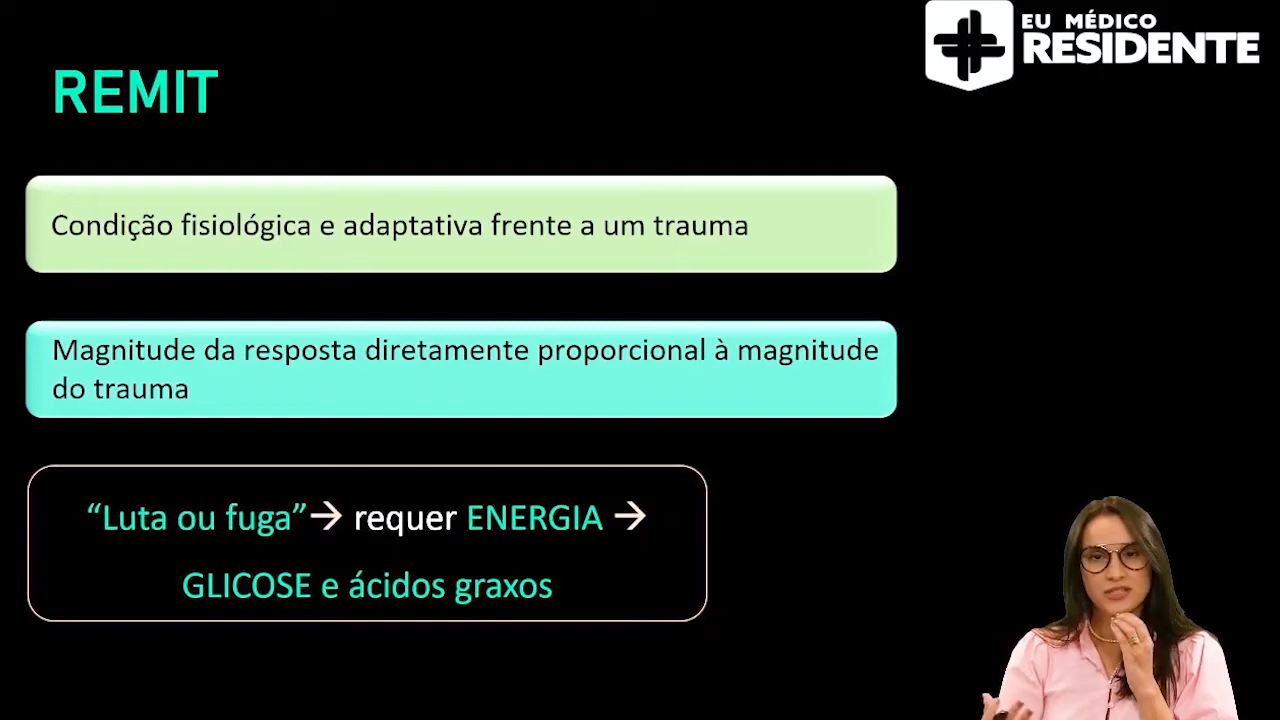 EU MÉDICO
RESIDENTE
REMIT
Condição fisiológica e adaptativa frente a um trauma
Magnitude da resposta diretamente proporcional à magnitude
do trauma
“Luta ou fuga”→ requer ENERGIA →
GLICOSE e ácidos graxos